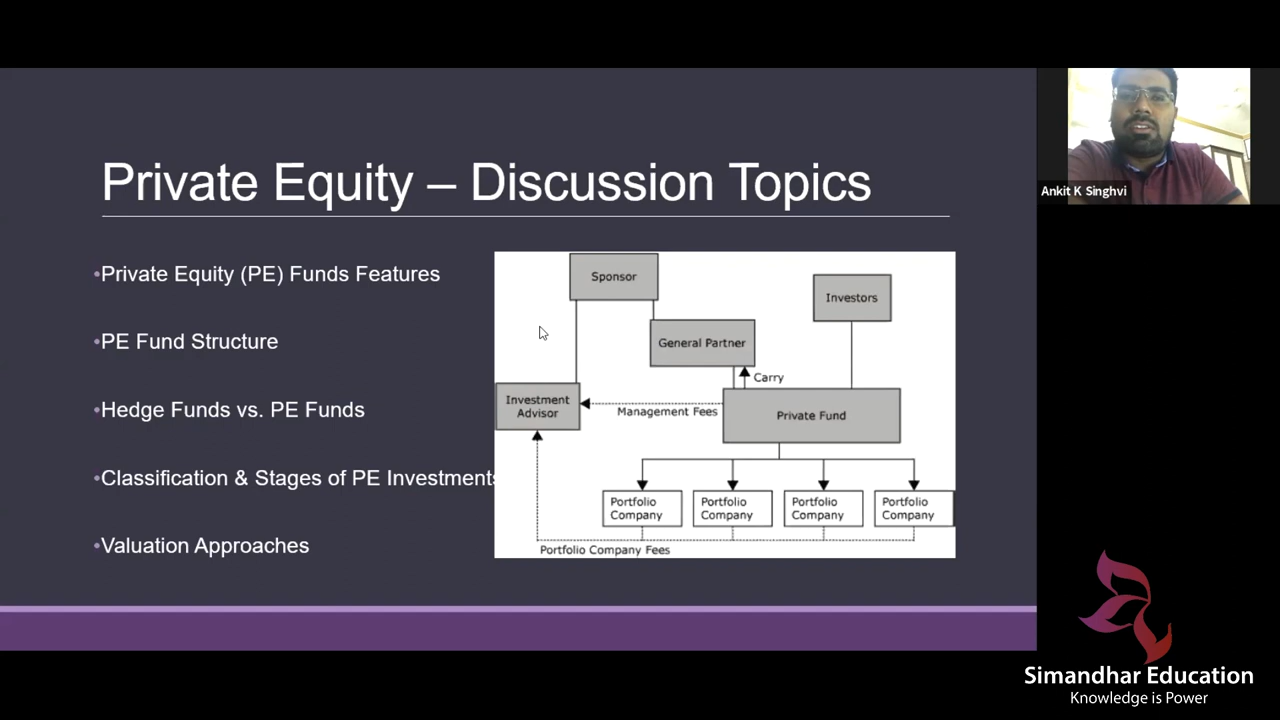 Private Equity – Discussion Topics
•Private Equity (PE) Funds Features
•PE Fund Structure
•Hedge Funds vs. PE Funds
•Classification & Stages of PE Investments
•Valuation Approaches
Sponsor
Investors
General Partner
Carry
Investment
Advisor
Management Fees
Private Fund
Portfolio
Company
Portfolio
Company
Portfolio
Company
Portfolio
Company
Portfolio Company Fees
Ankit K Singhvi
Simandhar Education
Knowledge is Power